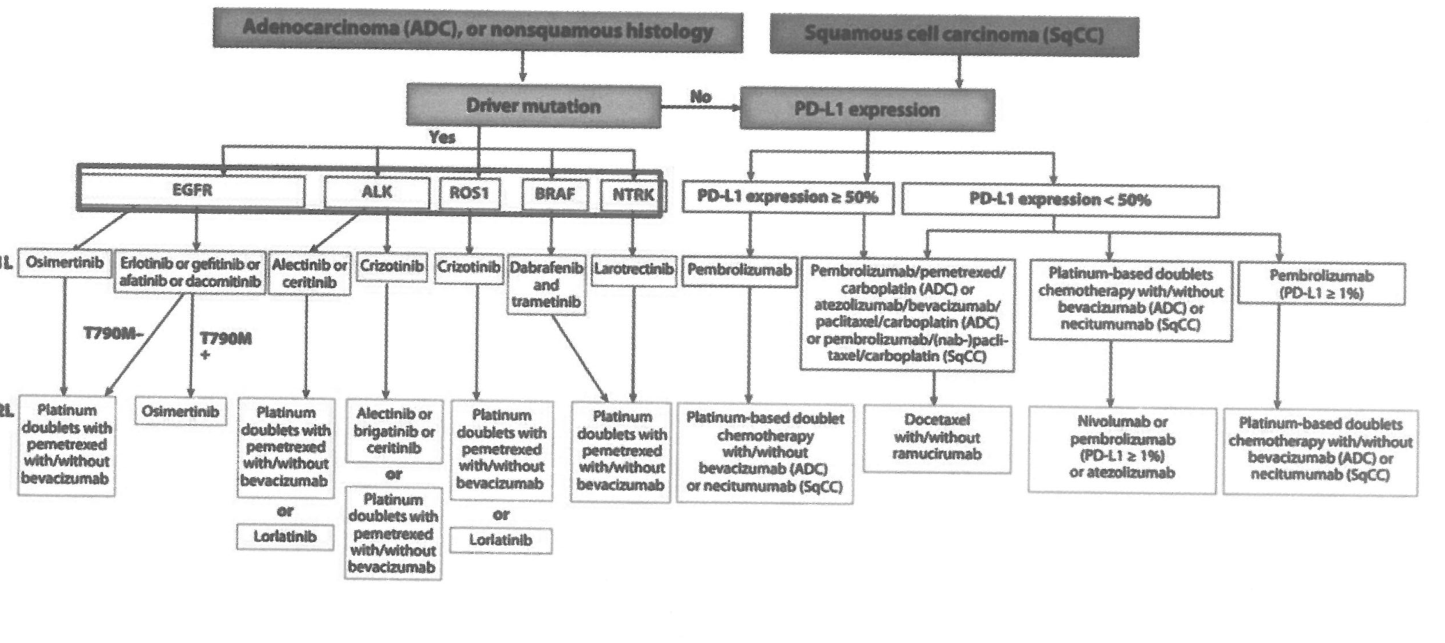 Adenocarcinoma (ADC), or nonsquamous histology
Squamous cell carcinoma (SqCC)
Driver mutation
No
PD-L1 expression
Yes
EGFR
ALK
ROS1
BRAF
NTRK
PD-L1 expression ≥ 50%
PD-L1 expression < 50%
Osimertinib
Erlotinib or gefitinib or
afatinib or dacomitinib
Alectinib or
ceritinib
Crizotinib
Crizotinib
Dabrafenib
and
trametinib
Larotrectinib
Pembrolizumab
Pembrolizumab/pemetrexed/
carboplatin (ADC) or
atezolizumab/bevacizumab/
paclitaxel/carboplatin (ADC)
or pembrolizumab/(nab-)pacli-
taxel/carboplatin (SqCC)
Platinum-based doublets
chemotherapy with/without
bevacizumab (ADC) or
necitumumab (SqCC)
Pembrolizumab
(PD-L1 ≥ 1%)
T790M–
T790M
+
Platinum
doublets with
pemetrexed
with/without
bevacizumab
Osimertinib
Platinum
doublets with
pemetrexed
with/without
bevacizumab
or
Lorlatinib
Alectinib or
brigatinib or
ceritinib
or
Platinum
doublets with
pemetrexed
with/without
bevacizumab
Platinum
doublets with
pemetrexed
with/without
bevacizumab
or
Lorlatinib
Platinum
doublets with
pemetrexed
with/without
bevacizumab
Platinum-based doublet
chemotherapy
with/without
bevacizumab (ADC)
or necitumumab (SqCC)
Docetaxel
with/without
ramucirumab
Nivolumab or
pembrolizumab
(PD-L1 ≥ 1%)
or atezolizumab
Platinum-based doublets
chemotherapy with/without
bevacizumab (ADC) or
necitumumab (SqCC)